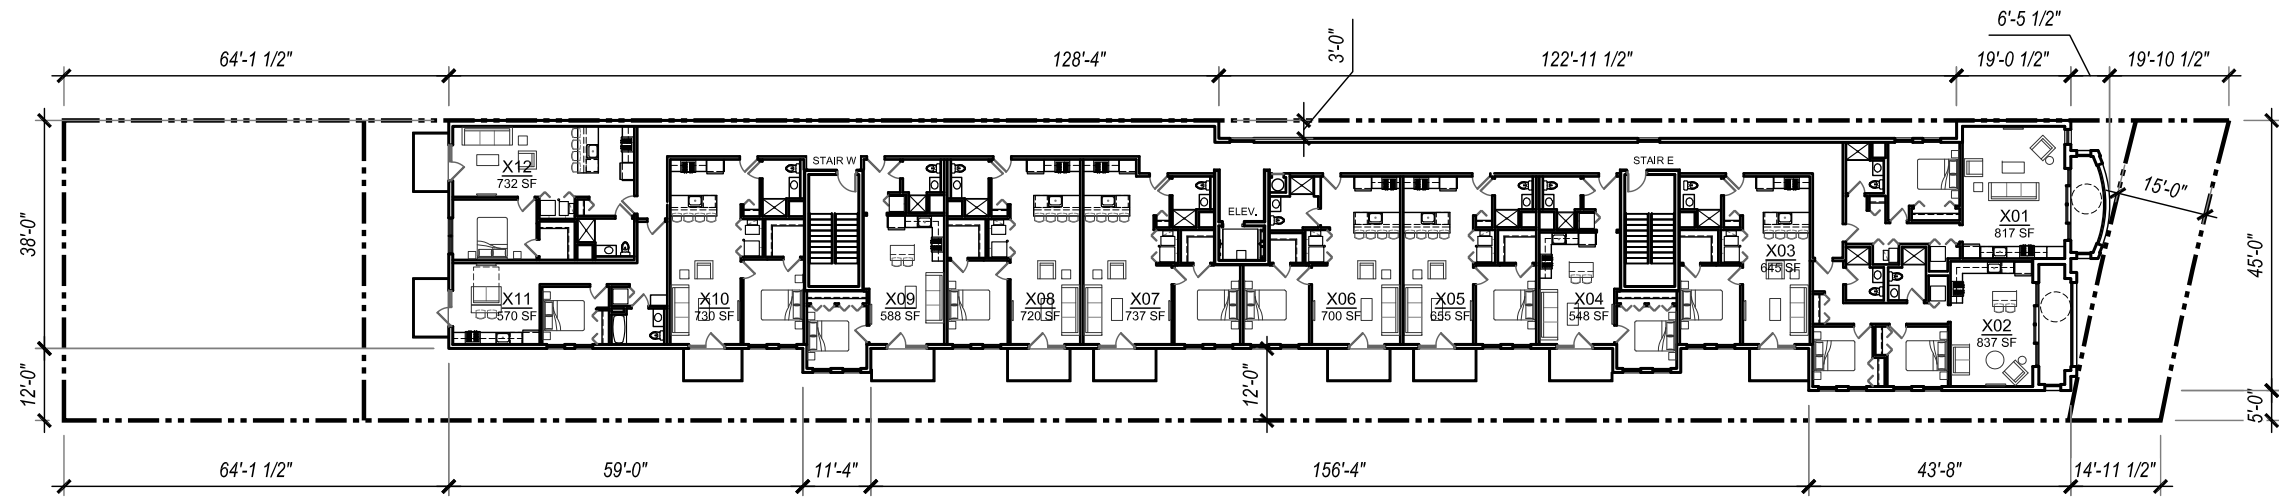 6'-5 1/2"
64'-1 1/2"
128'-4"
3'-0"
122'-11 1/2"
19'-0 1/2"
19'-10 1/2"
STAIR W
STAIR E
X12
732 SF
15'-0"
ELEV.
X01
817 SF
38'-0"
45'-0"
X03
645 SF
X11
570 SF
X10
730 SF
X09
588 SF
X08
720 SF
X07
737 SF
X06
700 SF
X05
655 SF
X04
548 SF
X02
837 SF
12'-0"
12'-0"
5'-0"
64'-1 1/2"
59'-0"
11'-4"
156'-4"
43'-8"
14'-11 1/2"